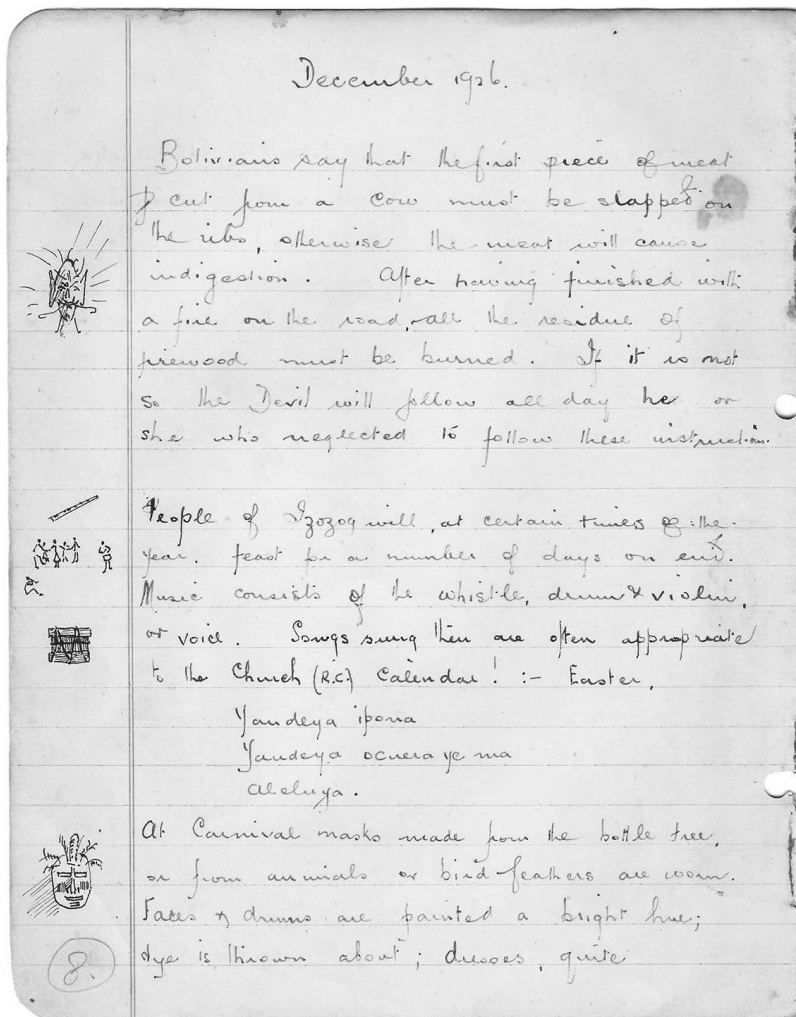 December 1926.
Bolivians say that the first piece of meat
cut from a cow must be slapped on
the ribs, otherwise the meat will cause
indigestion. After having finished with
a fire on the road, all the residue of
firewood must be burned. If it is not
so the Devil will follow all day he or
she who neglected to follow these instructions.
People of Izozog will, at certain times of the
year, feast for a number of days on end.
Music consists of the whistle, drum & violin,
or voice. Songs sung then are often appropriate
to the Church (R.C.) Calendar! :- Easter,
Yandeya ipona
Yandeya ocuera ye ma
Aleluya.
At Carnival masks made from the bottle tree,
or from animals or bird feathers are worn.
Faces & drums are painted a bright hue;
dye is thrown about; dresses, quite
8.